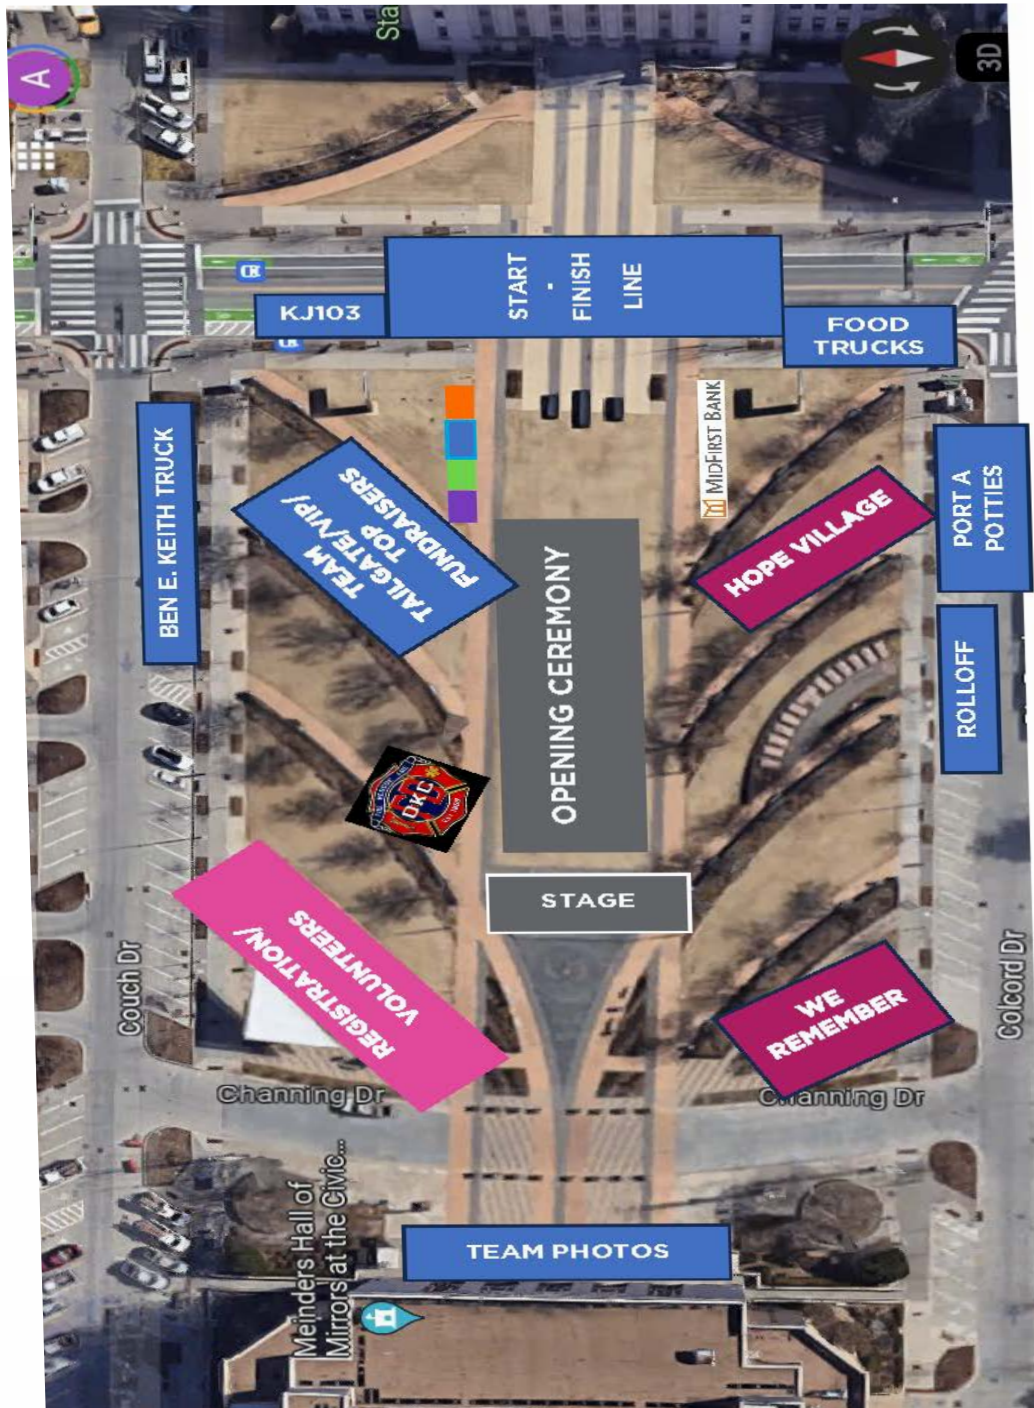 Sta
A
3D
KJ103
START
-
FINISH
LINE
FOOD
TRUCKS
BEN E. KEITH TRUCK
TEAM
TAILGATE/VIP/
TOP
FUNDRAISERS
MIDFIRST BANK
HOPE VILLAGE
PORT A
POTTIES
OPENING CEREMONY
ROLLOFF
OKC
STAGE
REGISTRATION/
VOLUNTEERS
WE
REMEMBER
Couch Dr
Colcord Dr
Channing Dr
Channing Dr
Meinders Hall of
Mirrors at the Civic...
TEAM PHOTOS